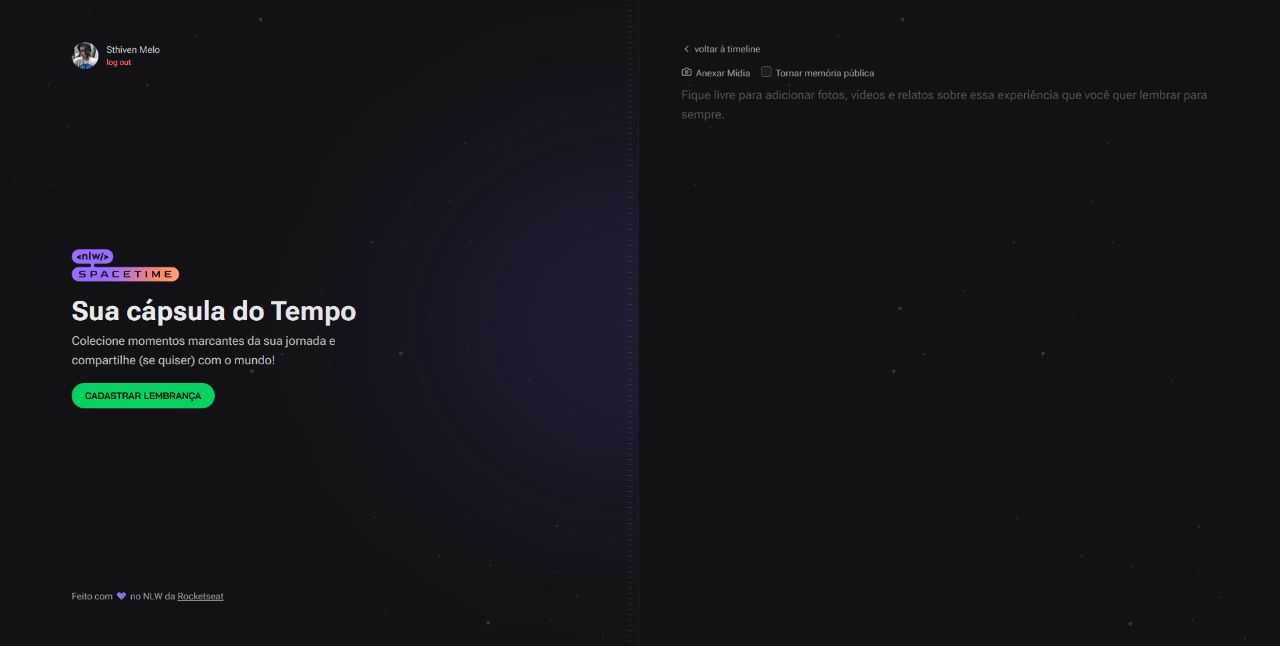 Sthiven Melo
log out
<nlw/>
SPACETIME
Sua cápsula do Tempo
Colecione momentos marcantes da sua jornada e
compartilhe (se quiser) com o mundo!
CADASTRAR LEMBRANÇA
Feito com 💜 no NLW da Rocketseat
voltar à timeline
Anexar Mídia
Tornar memória pública
Fique livre para adicionar fotos, vídeos e relatos sobre essa experiência que você quer lembrar para
sempre.